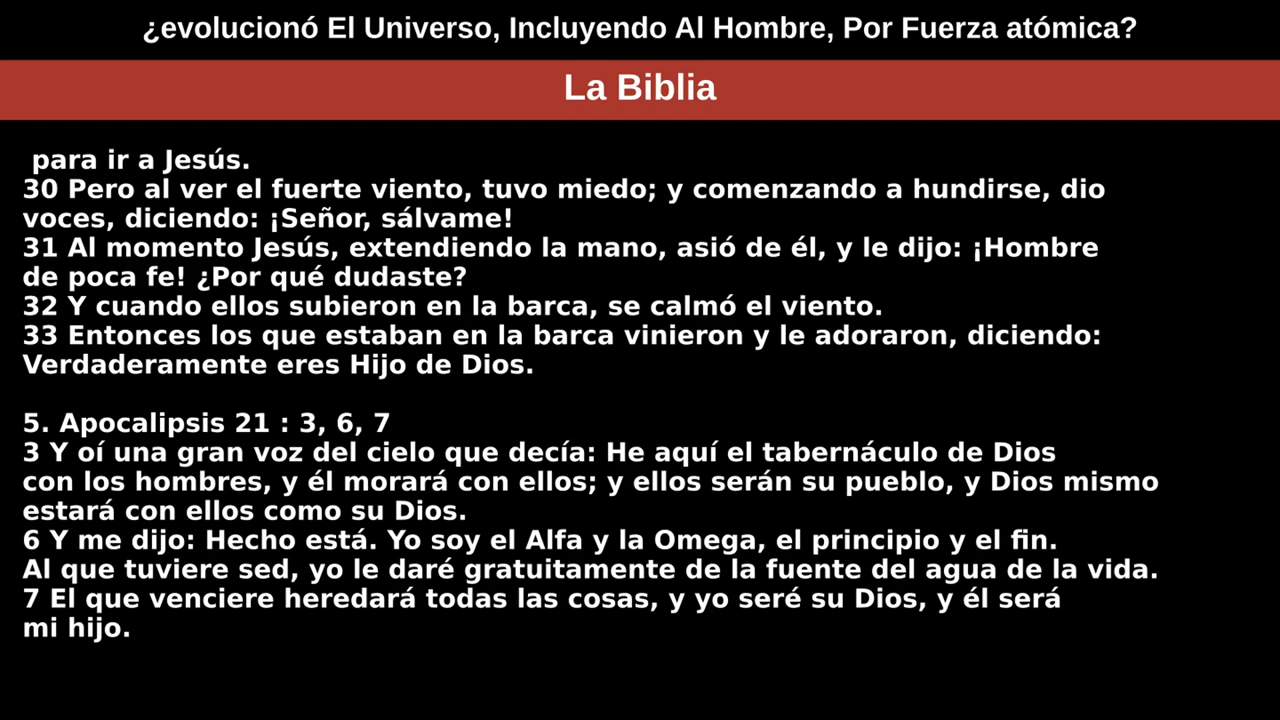 ¿evolucionó El Universo, Incluyendo Al Hombre, Por Fuerza atómica?
La Biblia
para ir a Jesús.
30 Pero al ver el fuerte viento, tuvo miedo; y comenzando a hundirse, dio
voces, diciendo: ¡Señor, sálvame!
31 Al momento Jesús, extendiendo la mano, asió de él, y le dijo: ¡Hombre
de poca fe! ¿Por qué dudaste?
32 Y cuando ellos subieron en la barca, se calmó el viento.
33 Entonces los que estaban en la barca vinieron y le adoraron, diciendo:
Verdaderamente eres Hijo de Dios.
5. Apocalipsis 21 : 3, 6, 7
3 Y oí una gran voz del cielo que decía: He aquí el tabernáculo de Dios
con los hombres, y él morará con ellos; y ellos serán su pueblo, y Dios mismo
estará con ellos como su Dios.
6 Y me dijo: Hecho está. Yo soy el Alfa y la Omega, el principio y el fin.
Al que tuviere sed, yo le daré gratuitamente de la fuente del agua de la vida.
7 El que venciere heredará todas las cosas, y yo seré su Dios, y él será
mi hijo.